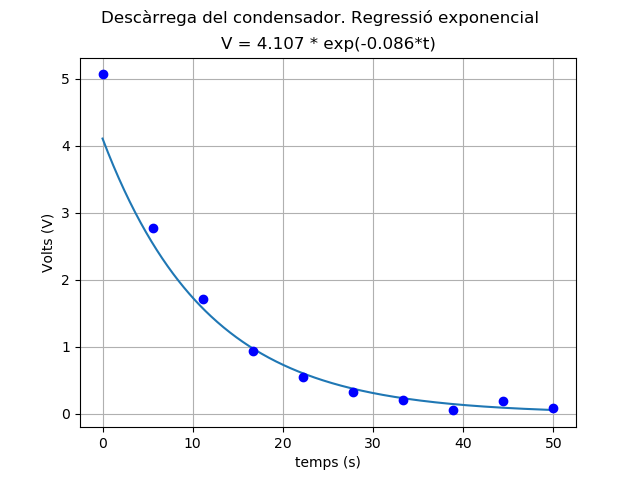 Descàrrega del condensador. Regressió exponencial
V = 4.107 * exp(-0.086*t)
5
4
3
2
1
0
Volts (V)
0 10 20 30 40 50
temps (s)